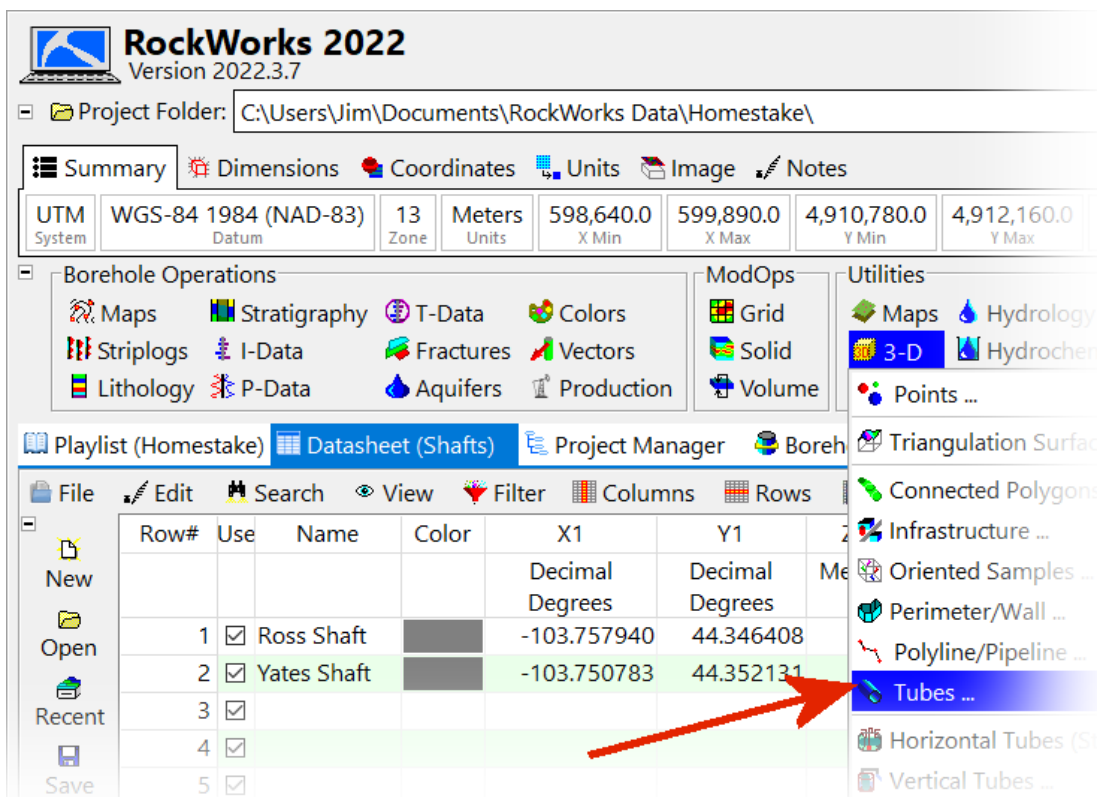 RockWorks 2022
Version 2022.3.7
Project Folder: C:\Users\Jim\Documents\RockWorks Data\Homestake\
Summary Dimensions Coordinates Units Image Notes
UTM WGS-84 1984 (NAD-83) 13 Meters 598,640.0 599,890.0 4,910,780.0 4,912,160.0
System Datum Zone Units X Min X Max Y Min Y Max
Borehole Operations ModOps Utilities
Maps Stratigraphy T-Data Colors Grid Maps Hydrology
Striplogs I-Data Fractures Vectors Solid 3-D
Lithology P-Data Aquifers Production Volume Points ...
Playlist (Homestake) Datasheet (Shafts) Project Manager
Triangulation
File Edit Search View Filter Columns Rows Connected Polygons
Row# Use Name Color X1 Y1 Infrastructure ...
New Decimal Degrees Decimal Degrees Oriented Samples ...
Open Perimeter/Wall ...
1 Ross Shaft -103.757940 44.346408 Polyline/Pipeline ...
2 Yates Shaft -103.750783 44.352131 Tubes ...
Recent 3
4 Horizontal Tubes
Save 5 Vertical Tubes ...